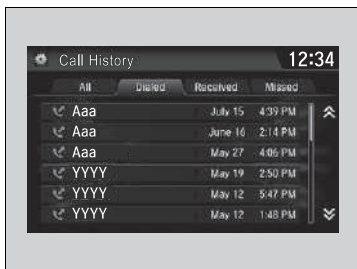 Call History 12:34
All Dialed Received Missed
Aaa July 15 4:39 PM
Aaa June 16 2:14 PM
Aaa May 27 4:06 PM
YYYY May 19 2:50 PM
YYYY May 12 5:47 PM
YYYY May 12 1:48 PM